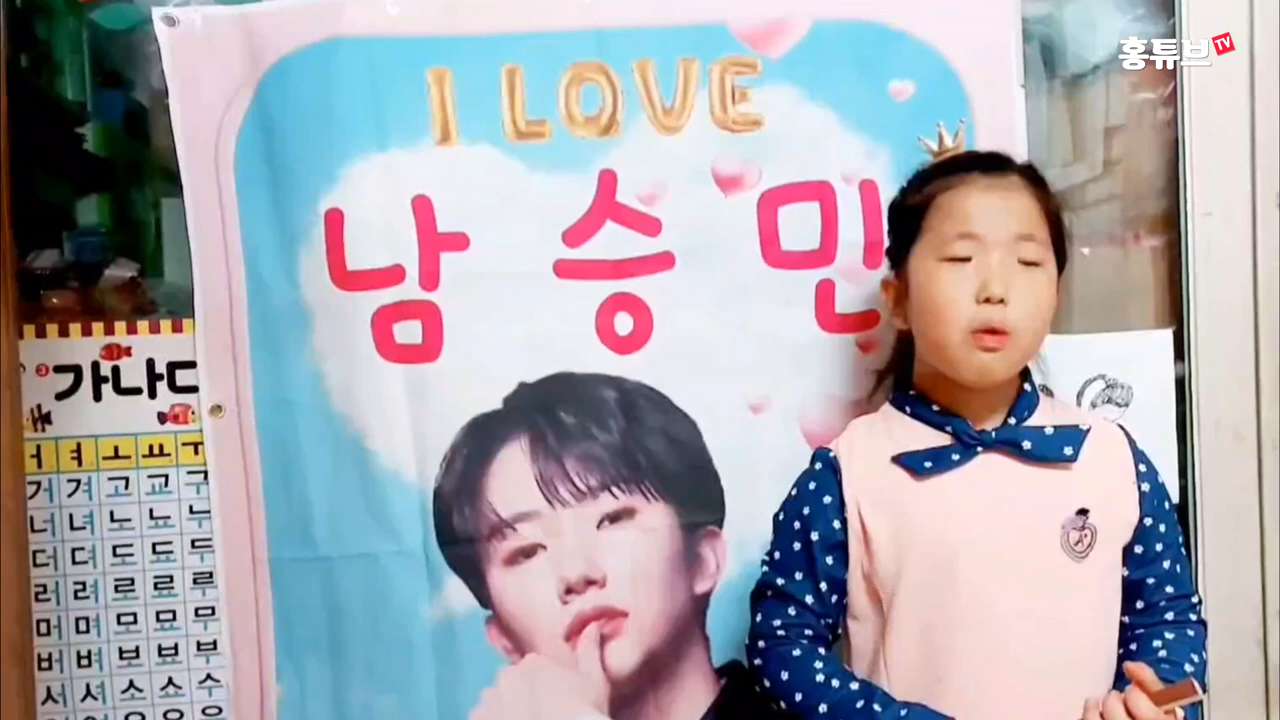 홍튜브TV
I LOVE
남승민
가나다
ㅓ ㅕ ㅗ ㅛ ㅜ
거 겨 고 교 구
너 녀 노 뇨 누
더 뎌 도 됴 두
러 려 로 료 루
머 며 모 묘 무
버 벼 보 뵤 부
서 셔 소 쇼 수